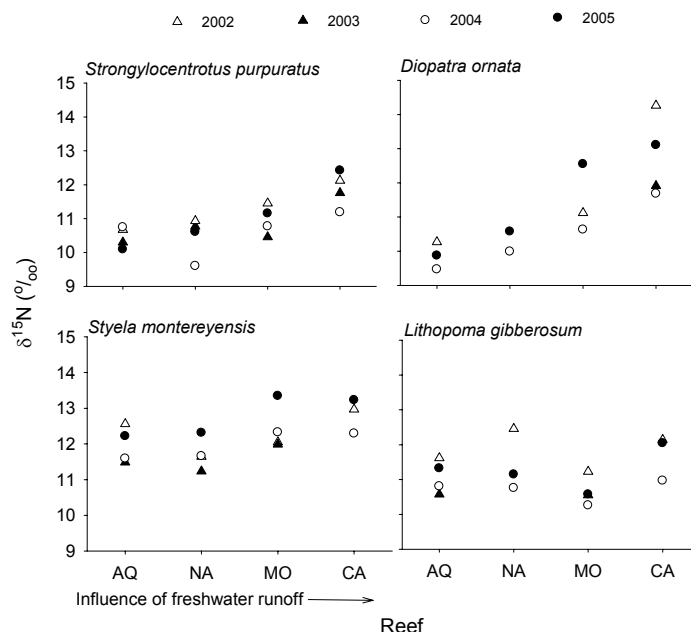 2002 2003 2004 2005
Strongylocentrotus purpuratus Diopatra ornata
15
14
13
12
11
10
9
δ15N (o/oo)
Styela montereyensis Lithopoma gibberosum
15
14
13
12
11
10
9
AQ NA MO CA AQ NA MO CA
Influence of freshwater runoff
Reef